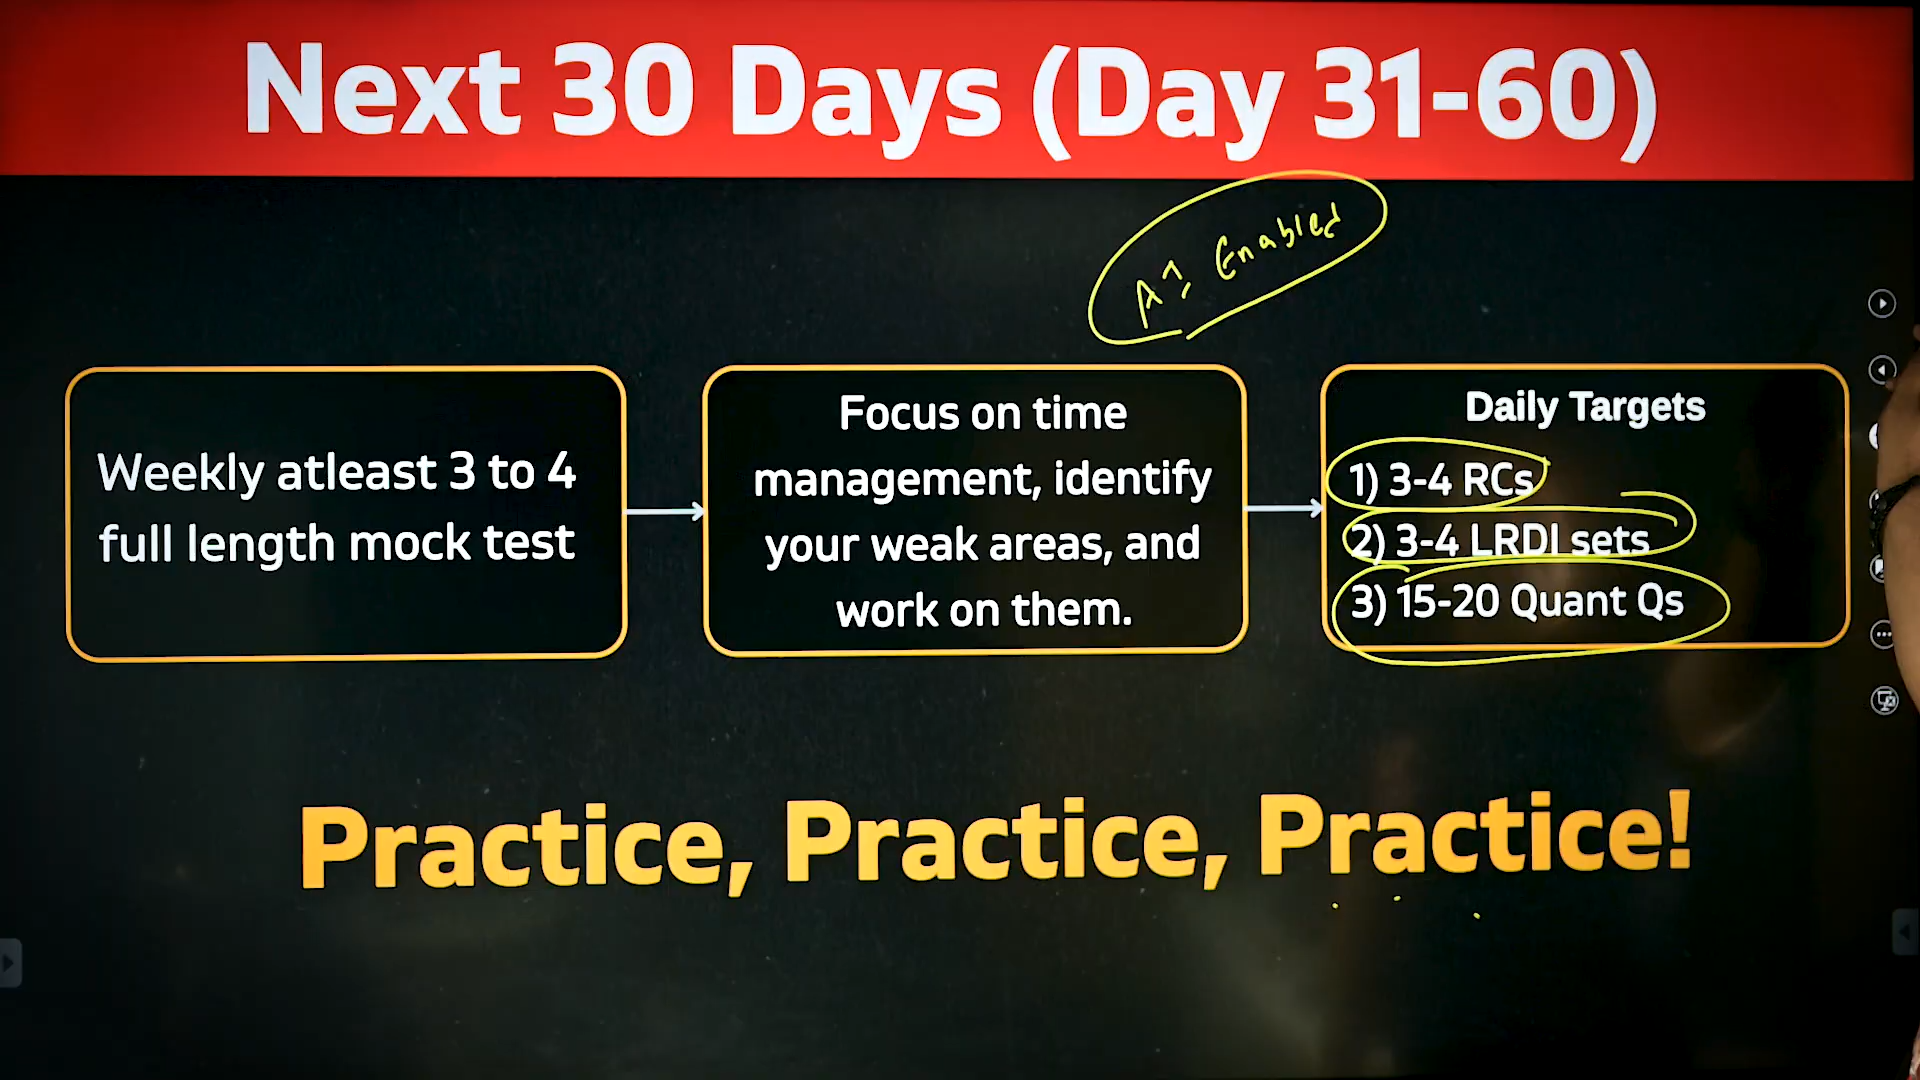 Next 30 Days (Day 31-60)
AI Enabled
Weekly atleast 3 to 4
full length mock test
Focus on time
management, identify
your weak areas, and
work on them.
Daily Targets
1) 3-4 RCs
2) 3-4 LRDI sets
3) 15-20 Quant Qs
Practice, Practice, Practice!